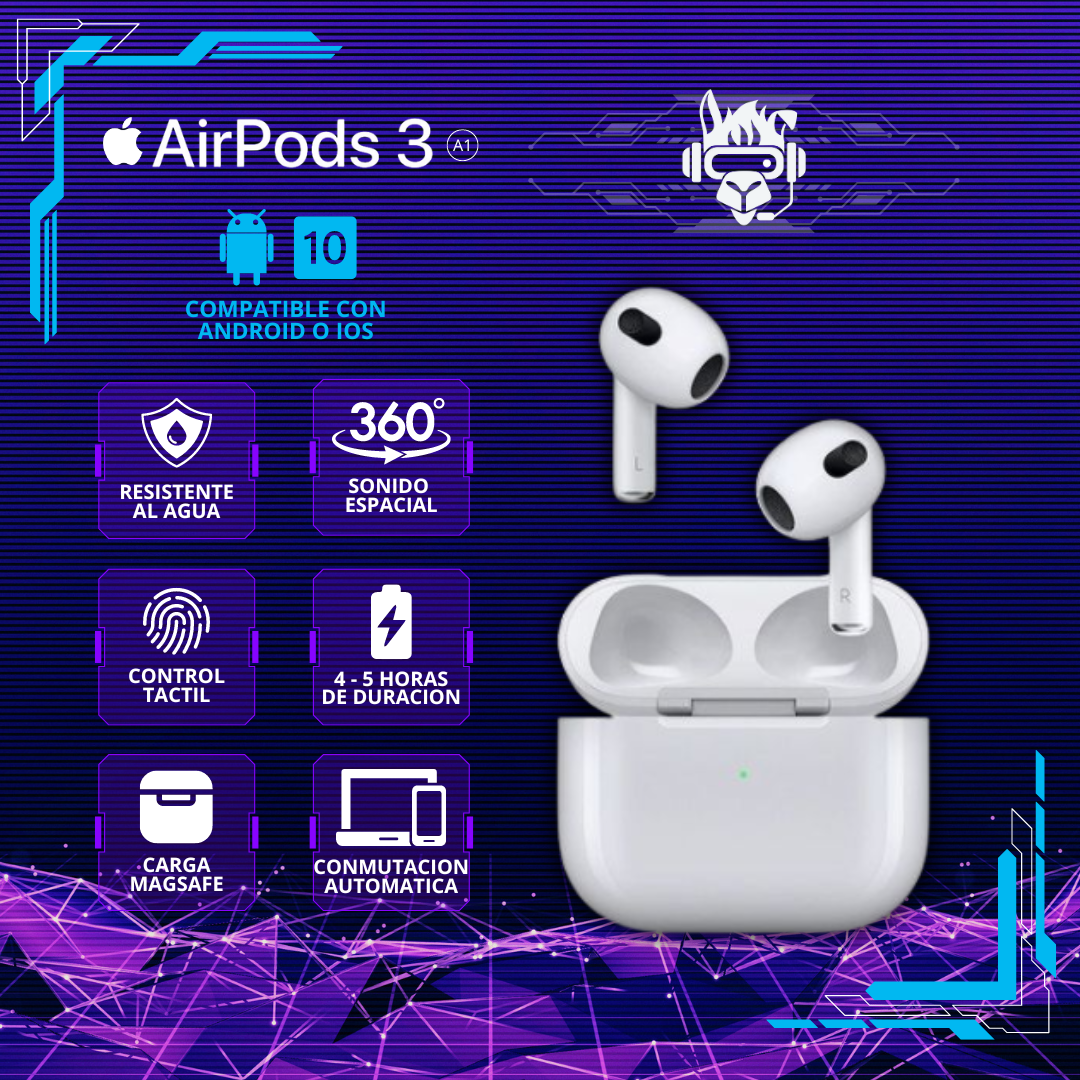 AirPods 3 A1
10
COMPATIBLE CON
ANDROID O IOS
RESISTENTE
AL AGUA
360°
SONIDO
ESPACIAL
CONTROL
TACTIL
4 - 5 HORAS
DE DURACION
CARGA
MAGSAFE
CONMUTACION
AUTOMATICA
L
R